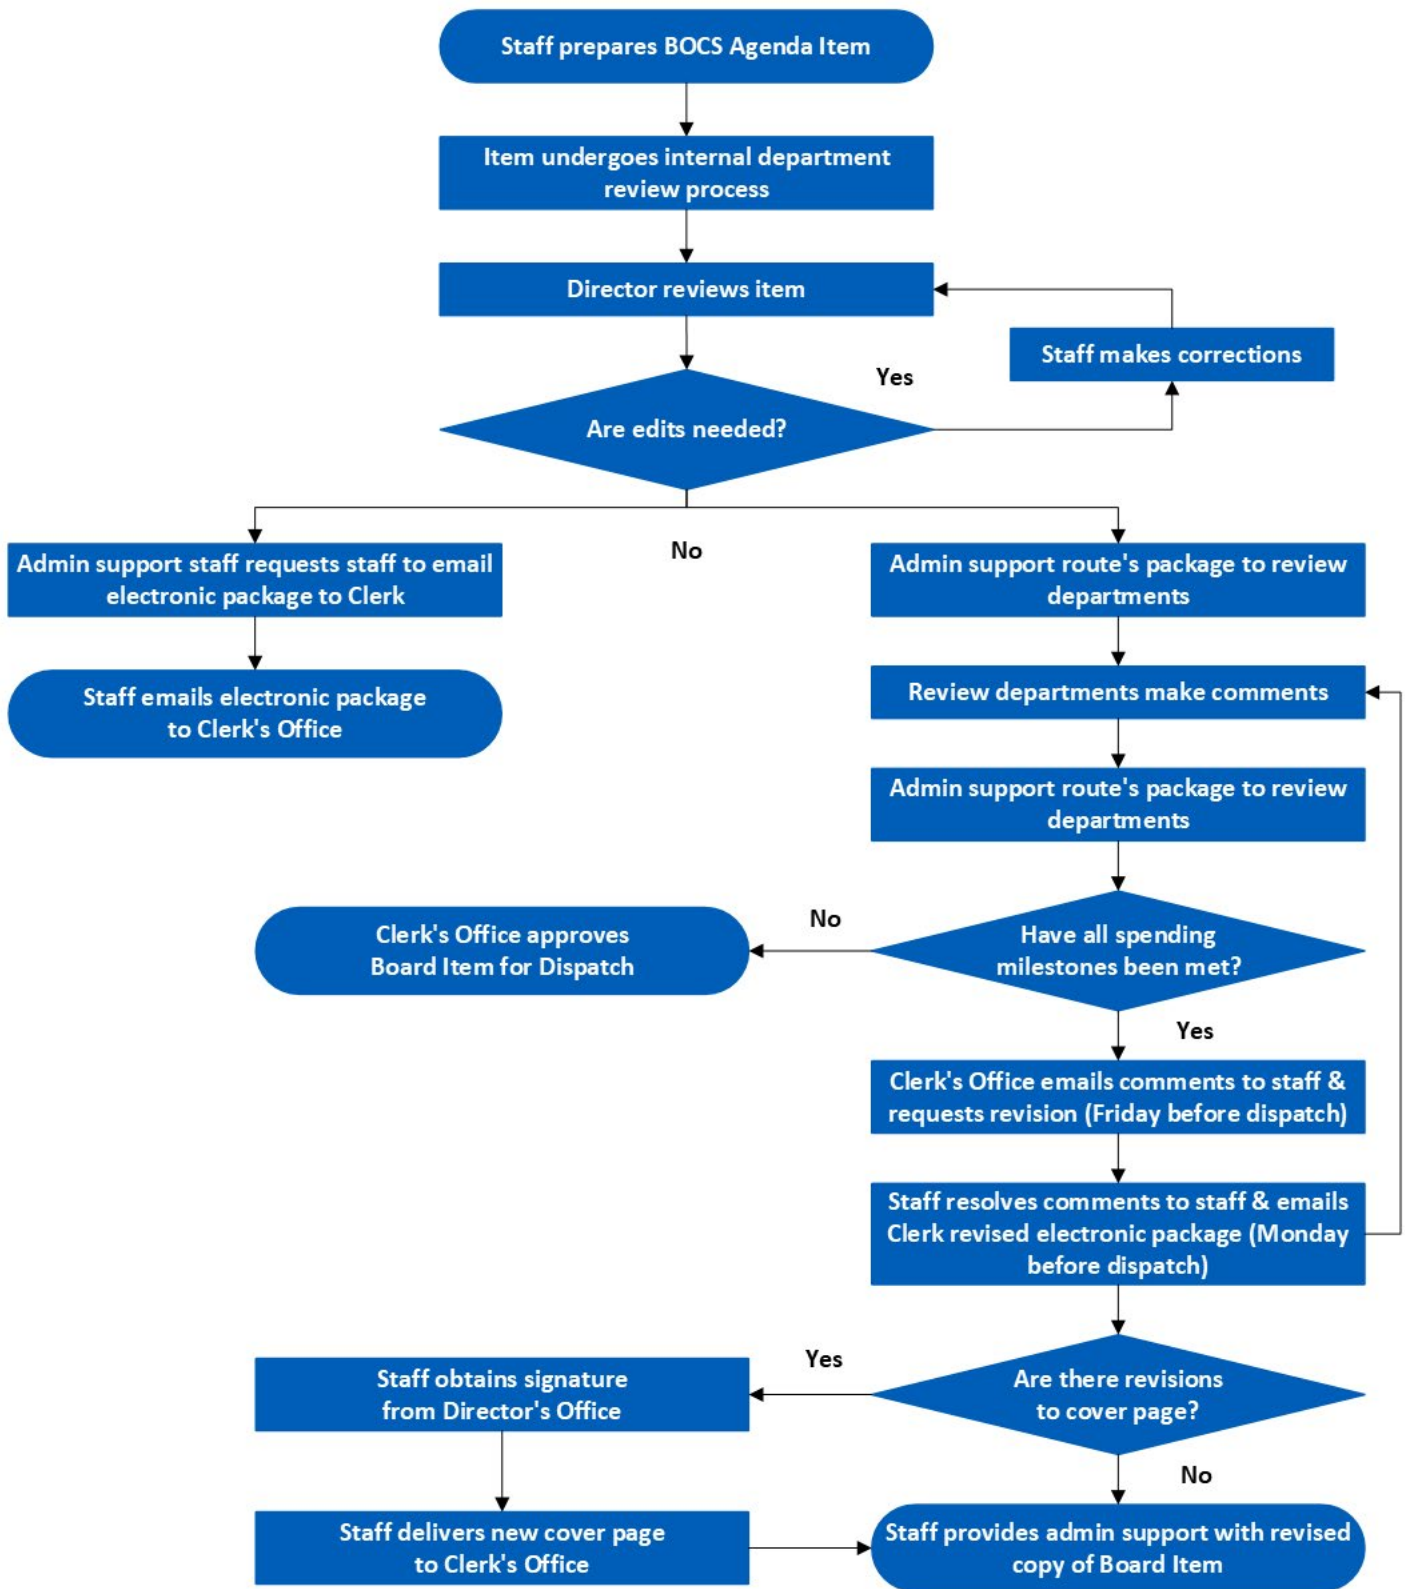 Staff prepares BOCS Agenda Item
Item undergoes internal department
review process
Director reviews item
Staff makes corrections
Yes
Are edits needed?
No
Admin support staff requests staff to email
electronic package to Clerk
Staff emails electronic package
to Clerk's Office
Admin support route's package to review
departments
Review departments make comments
Admin support route's package to review
departments
Have all spending
milestones been met?
No
Clerk's Office approves
Board Item for Dispatch
Yes
Clerk's Office emails comments to staff &
requests revision (Friday before dispatch)
Staff resolves comments to staff & emails
Clerk revised electronic package (Monday
before dispatch)
Are there revisions
to cover page?
Yes
Staff obtains signature
from Director's Office
Staff delivers new cover page
to Clerk's Office
No
Staff provides admin support with revised
copy of Board Item